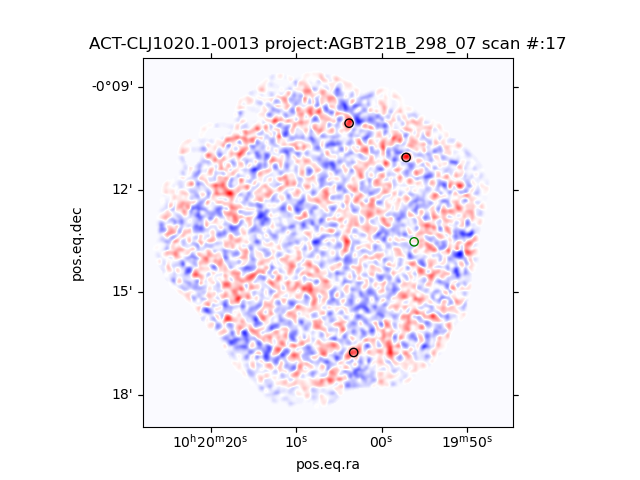 ACT-CLJ1020.1-0013 project:AGBT21B_298_07 scan #:17
-0°09'
12'
15'
18'
pos.eq.dec
10ʰ20ᵐ20ˢ 10ˢ 00ˢ 19ᵐ50ˢ
pos.eq.ra